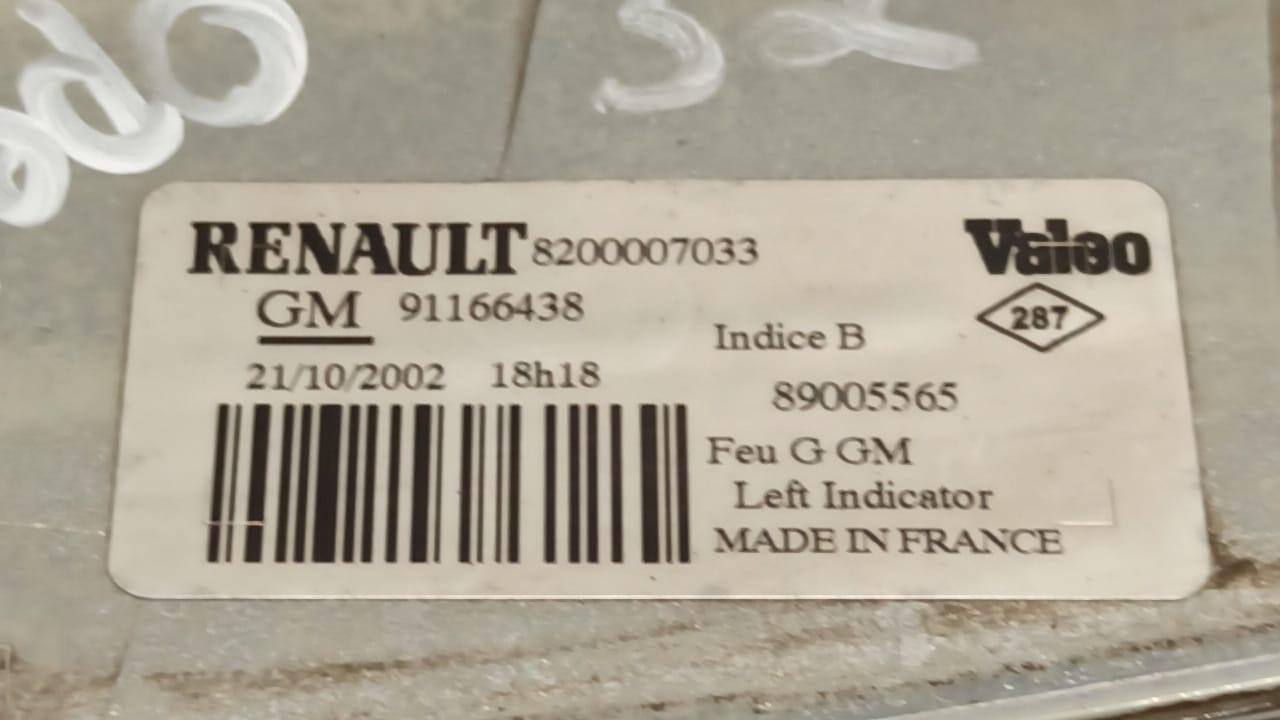 SX
RENAULT 8200007033 Valeo
GM 91166438
287
Indice B
21/10/2002 18h18
89005565
Feu G GM
Left Indicator
MADE IN FRANCE